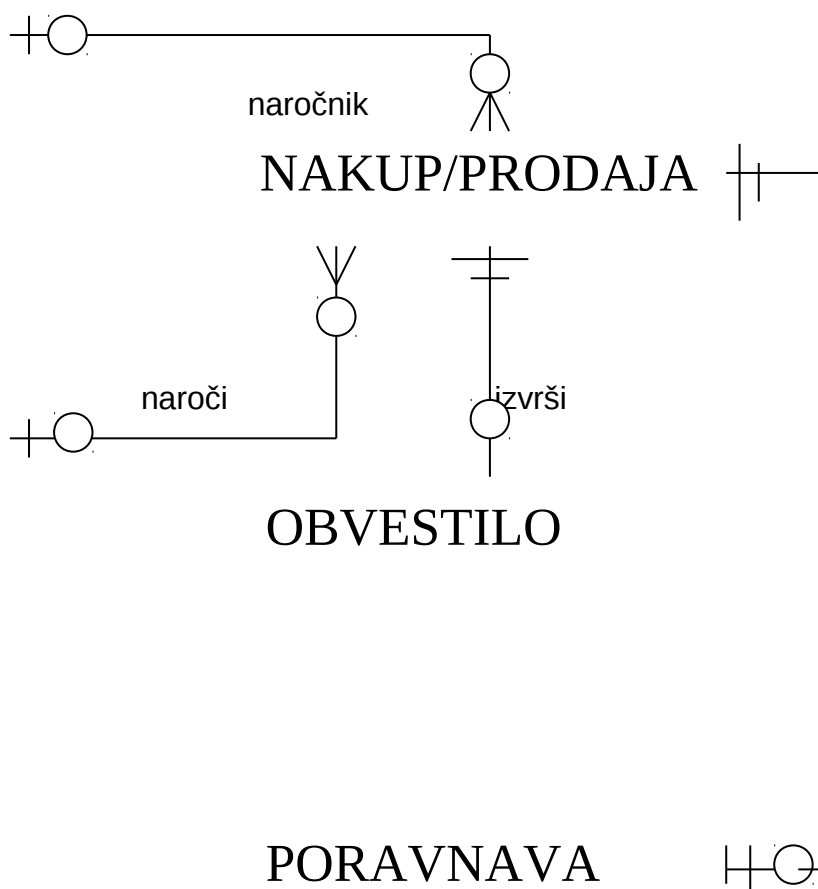 naročnik
NAKUP/PRODAJA
naroči
izvrši
OBVESTILO
PORAVNAVA